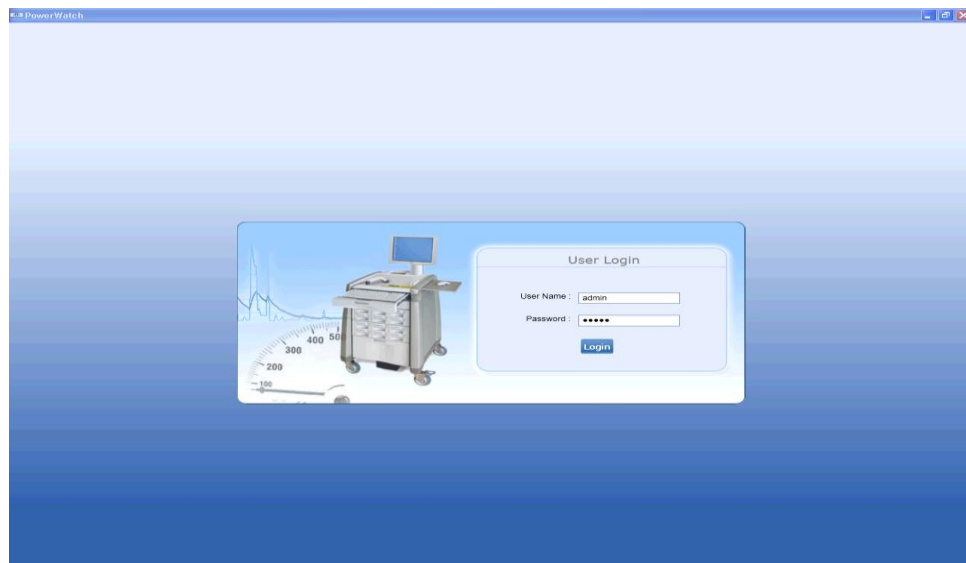 PowerWatch
User Login
User Name : admin
Password : •••••
Login
500
400
300
200
100